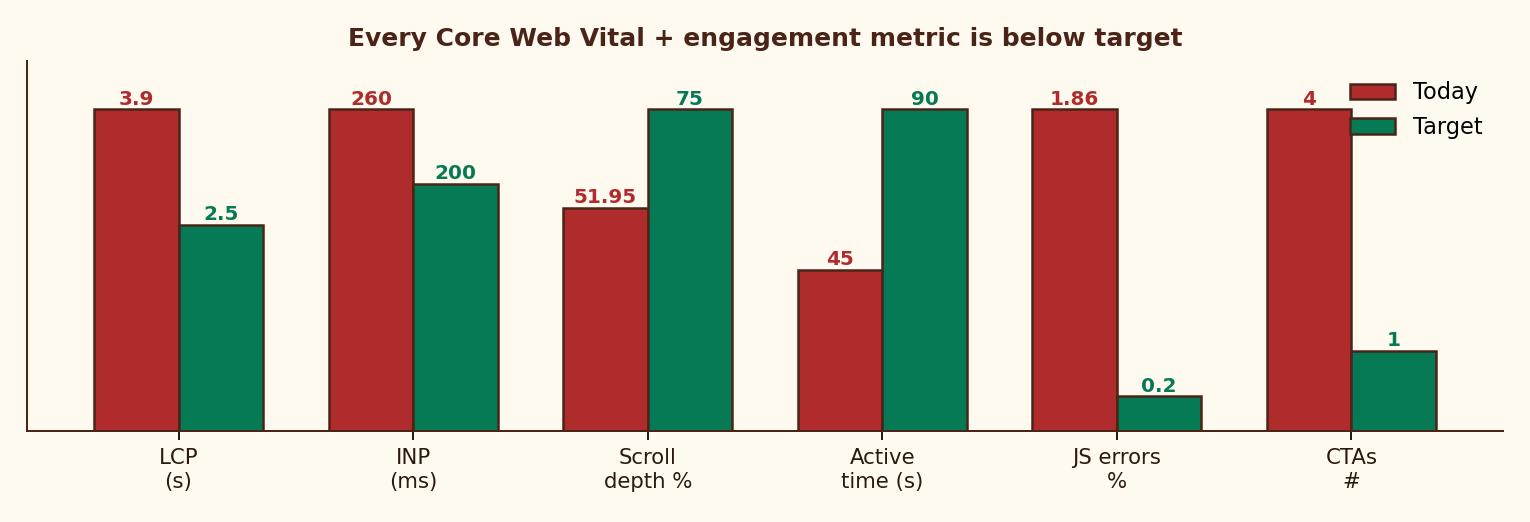 Every Core Web Vital + engagement metric is below target
3.9
260
75
90
1.86
4
Today
Target
2.5
200
51.95
45
0.2
1
LCP
(s)
INP
(ms)
Scroll
depth %
Active
time (s)
JS errors
%
CTAs
#